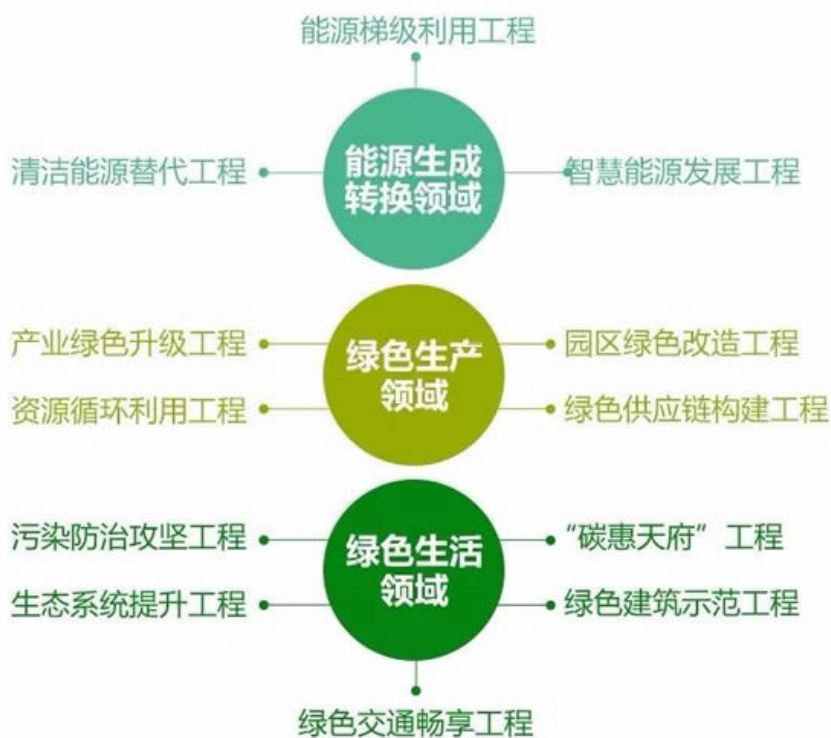 能源梯级利用工程
清洁能源替代工程
能源生成
转换领域
智慧能源发展工程
产业绿色升级工程
资源循环利用工程
绿色生产
领域
园区绿色改造工程
绿色供应链构建工程
污染防治攻坚工程
生态系统提升工程
绿色生活
领域
“碳惠天府”工程
绿色建筑示范工程
绿色交通畅享工程